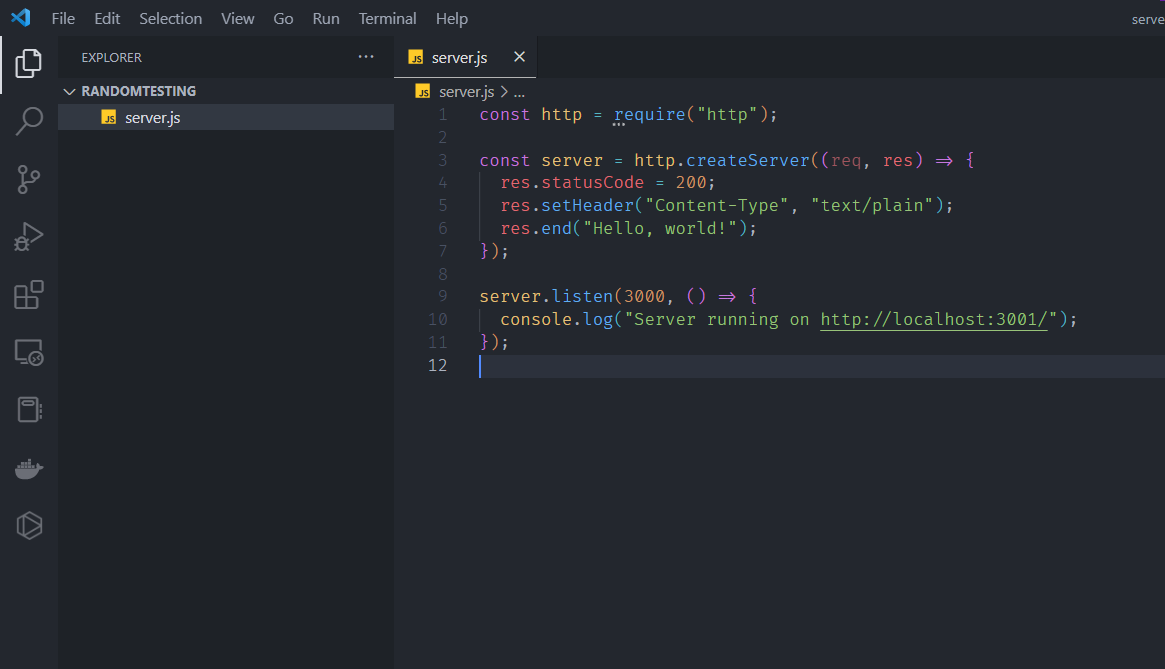 File Edit Selection View Go Run Terminal Help
serve
EXPLORER ...
RANDOMTESTING
JS server.js
JS server.js
JS server.js > ...
1 const http = require("http");
2
3 const server = http.createServer((req, res) => {
4 res.statusCode = 200;
5 res.setHeader("Content-Type", "text/plain");
6 res.end("Hello, world!");
7 });
8
9 server.listen(3000, () => {
10 console.log("Server running on http://localhost:3001/");
11 });
12